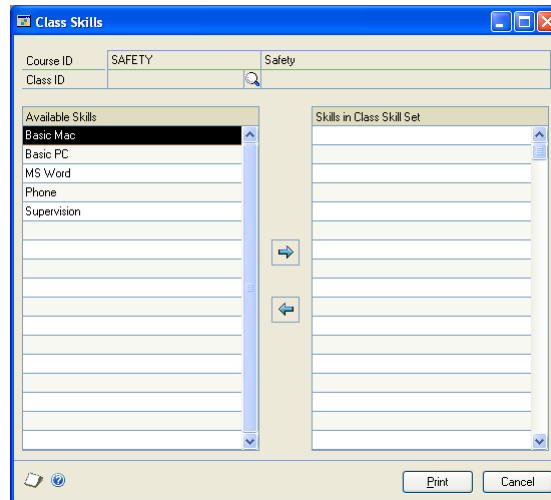 Class Skills
Course ID SAFETY Safety
Class ID
Available Skills Skills in Class Skill Set
Basic Mac
Basic PC
MS Word
Phone
Supervision
Print Cancel